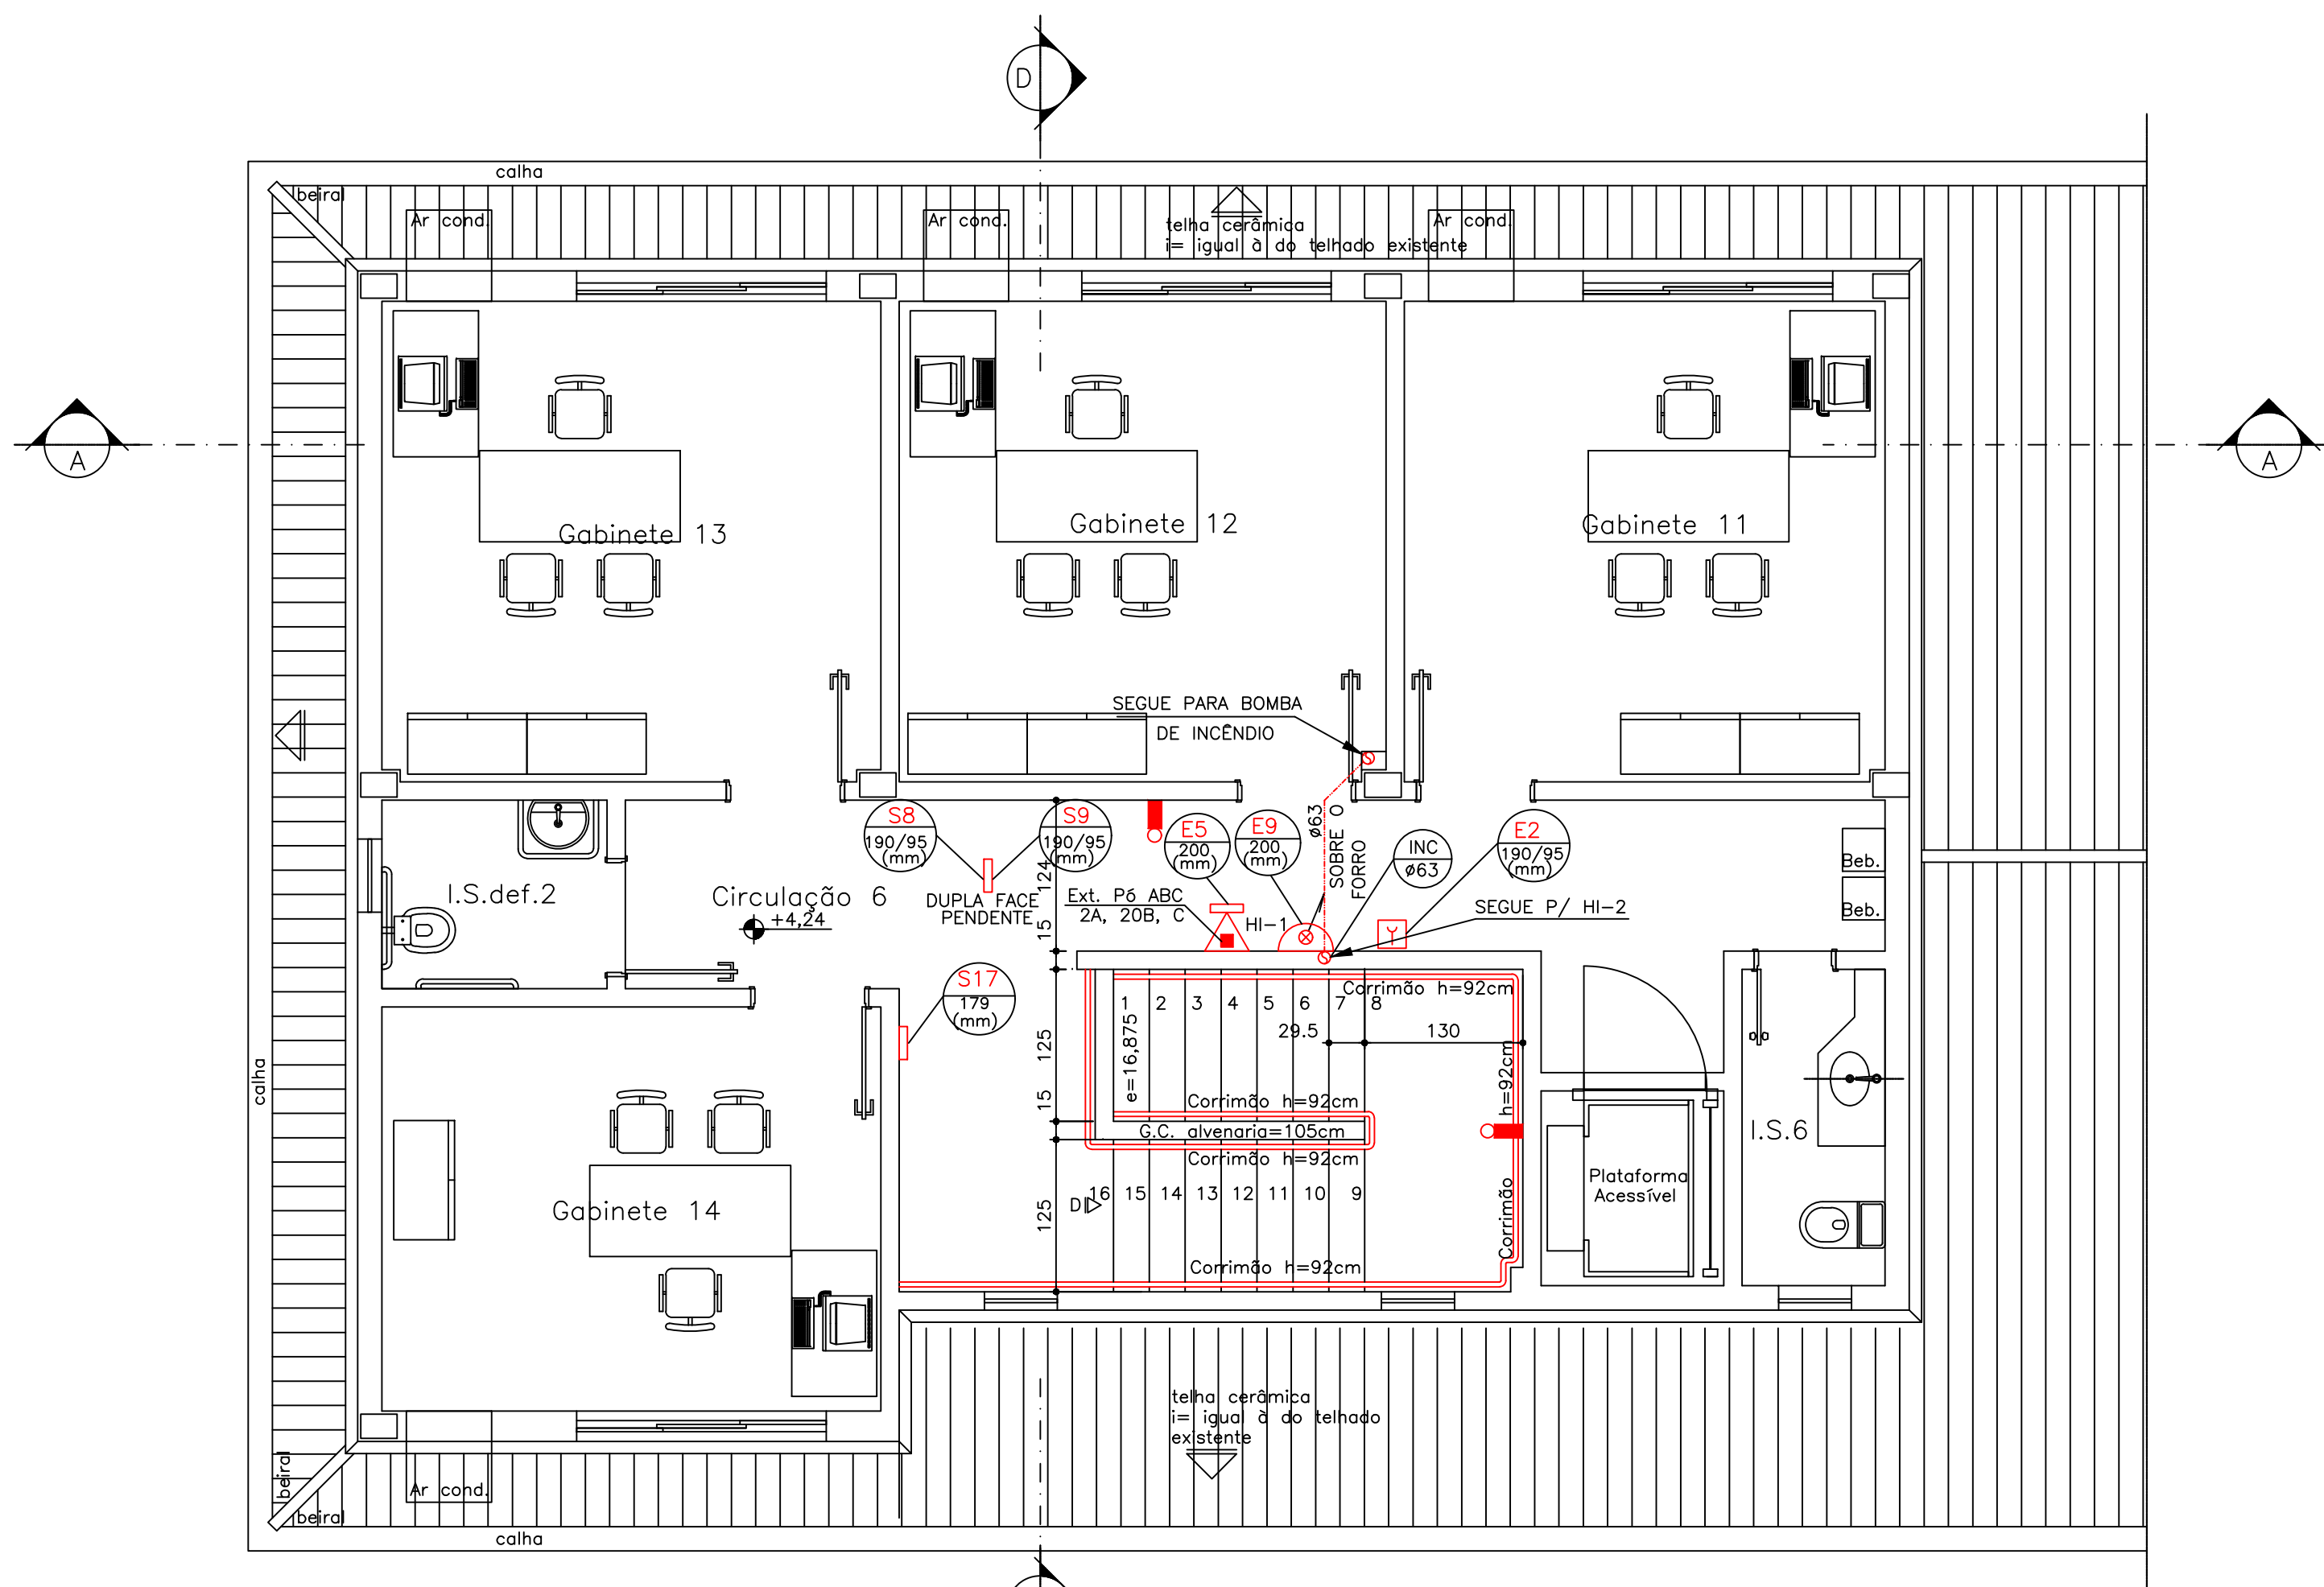 D
calha
beiral
Ar cond.
Ar cond.
Ar cond.
telha cerâmica
i= igual à do telhado existente
A
A
Gabinete 13
Gabinete 12
Gabinete 11
SEGUE PARA BOMBA
DE INCÊNDIO
S8
190/95
(mm)
S9
190/95
(mm)
E5
200
(mm)
E9
200
(mm)
ø63
SOBRE O
FORRO
INC
ø63
E2
190/95
(mm)
Beb.
Beb.
I.S.def.2
Circulação 6
+4,24
DUPLA FACE
PENDENTE
124
15
Ext. Pó ABC
2A, 20B, C
HI-1
SEGUE P/ HI-2
S17
179
(mm)
Corrimão h=92cm
1 2 3 4 5 6 7 8
29.5
130
125
e=16,875
h=92cm
15
Corrimão h=92cm
G.C. alvenaria=105cm
Corrimão h=92cm
I.S.6
Plataforma
Acessível
calha
Gabinete 14
D
16 15 14 13 12 11 10 9
125
Corrimão
Corrimão h=92cm
telha cerâmica
i= igual à do telhado
existente
beiral
Ar cond.
beiral
calha